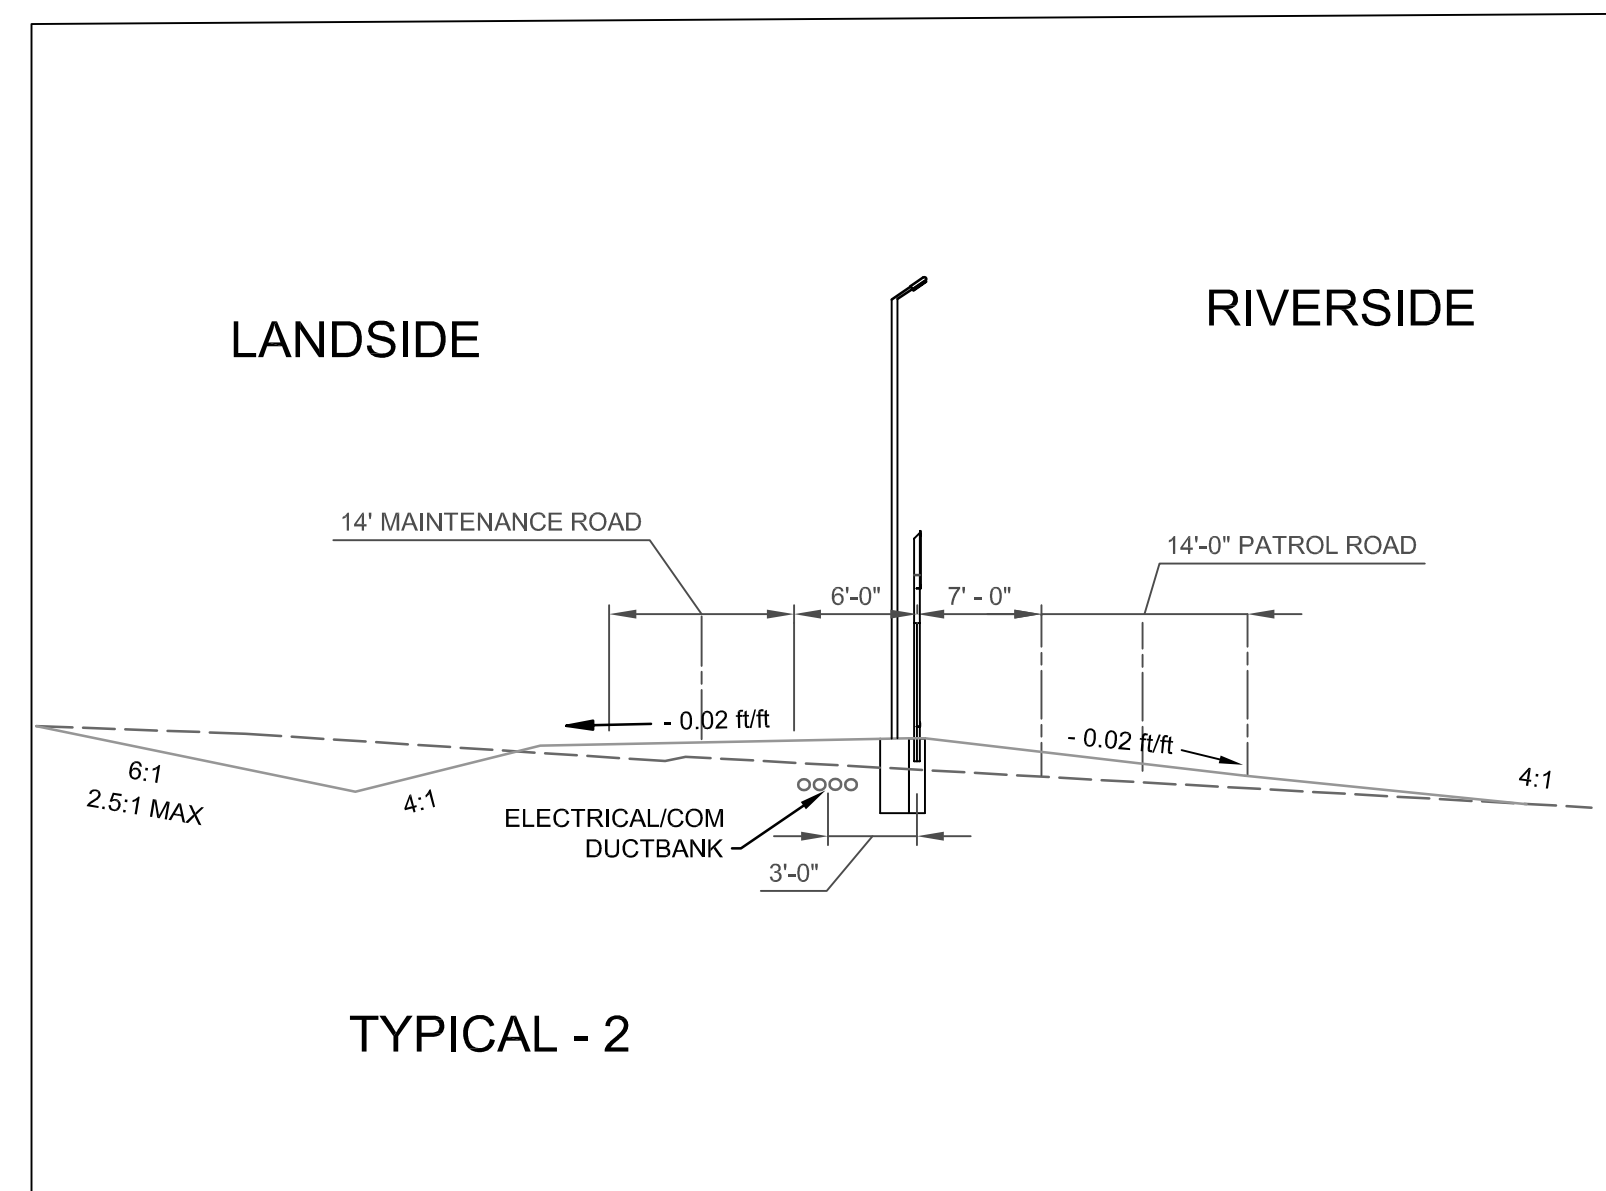 LANDSIDE
RIVERSIDE
14' MAINTENANCE ROAD
14'-0" PATROL ROAD
6'-0"
7' - 0"
- 0.02 ft/ft
- 0.02 ft/ft
6:1
2.5:1 MAX
4:1
4:1
ELECTRICAL/COM
DUCTBANK
3'-0"
TYPICAL - 2